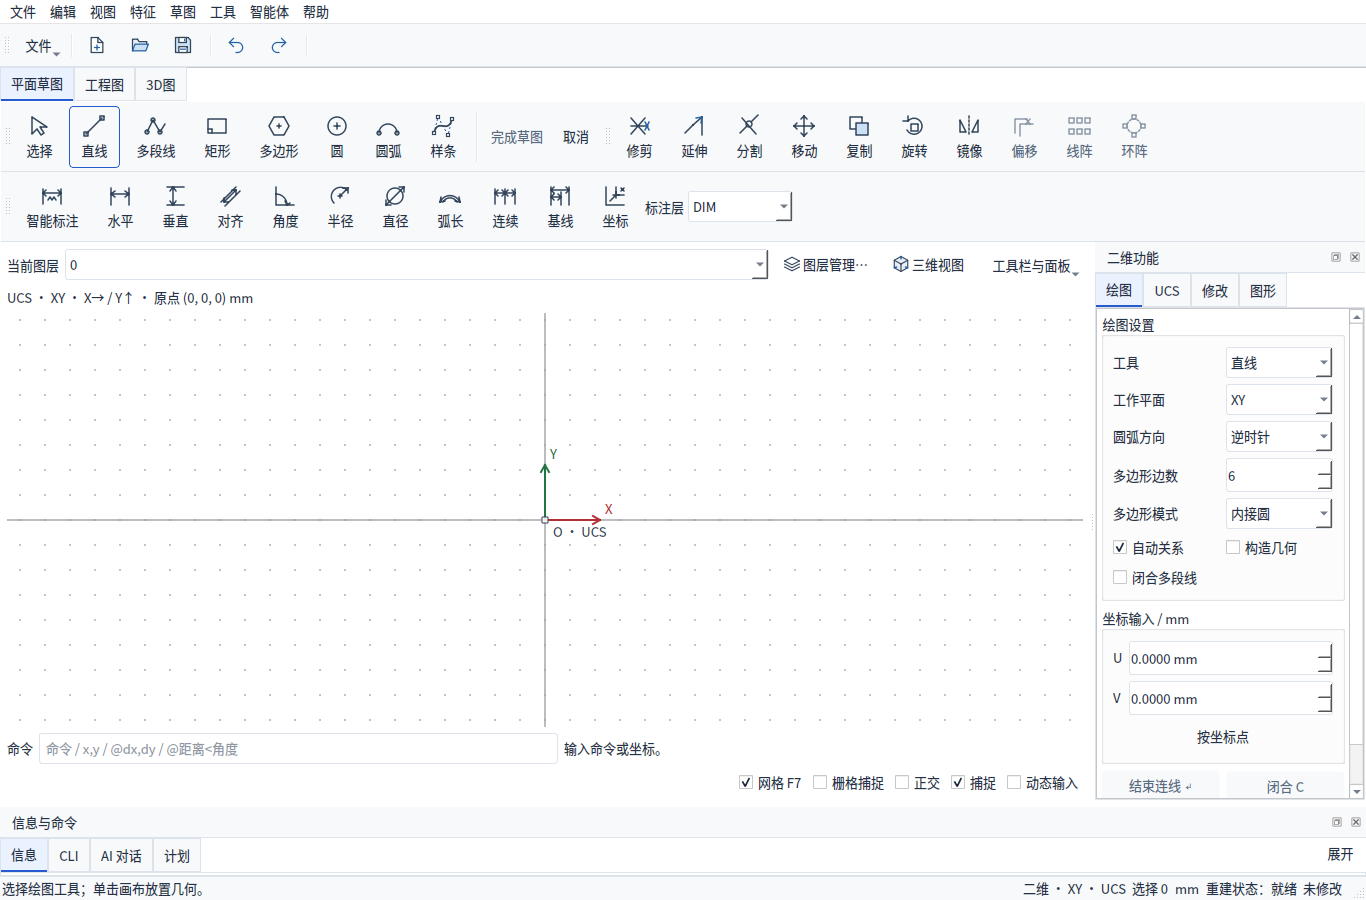 文件 编辑 视图 特征 草图 工具 智能体 帮助
文件
平面草图 工程图 3D图
选择 直线 多段线 矩形 多边形 圆 圆弧 样条 完成草图 取消 修剪 延伸 分割 移动 复制 旋转 镜像 偏移 线阵 环阵
智能标注 水平 垂直 对齐 角度 半径 直径 弧长 连续 基线 坐标 标注层 DIM
当前图层 0 图层管理… 三维视图 工具栏与面板
UCS · XY · X→ / Y↑ · 原点 (0, 0, 0) mm
Y
X
O · UCS
命令 命令 / x,y / @dx,dy / @距离<角度 输入命令或坐标。
网格 F7 栅格捕捉 正交 捕捉 动态输入
二维功能
绘图 UCS 修改 图形
绘图设置
工具 直线
工作平面 XY
圆弧方向 逆时针
多边形边数 6
多边形模式 内接圆
自动关系 构造几何
闭合多段线
坐标输入 / mm
U 0.0000 mm
V 0.0000 mm
按坐标点
结束连线 ↲ 闭合 C
信息与命令
信息 CLI AI 对话 计划 展开
选择绘图工具；单击画布放置几何。 二维 · XY · UCS 选择 0 mm 重建状态：就绪 未修改